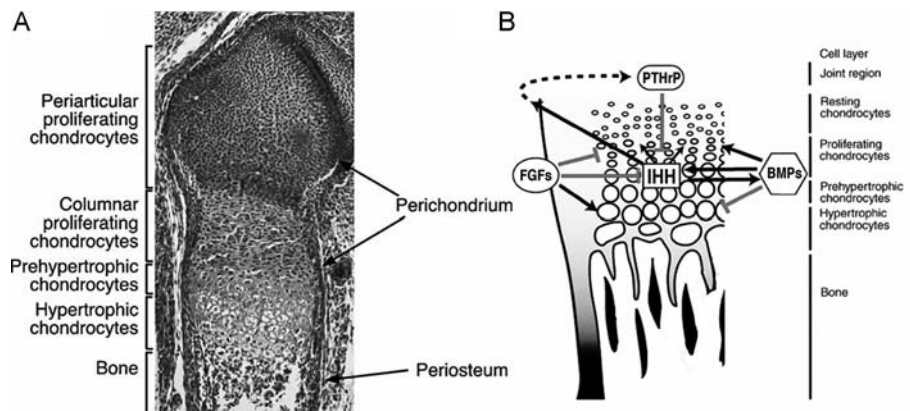 A
Periarticular
proliferating
chondrocytes
Columnar
proliferating
chondrocytes
Prehypertrophic
chondrocytes
Hypertrophic
chondrocytes
Bone
Perichondrium
Periosteum
B
PTHrP
FGFs
IHH
BMPs
Cell layer
Joint region
Resting
chondrocytes
Proliferating
chondrocytes
Prehypertrophic
chondrocytes
Hypertrophic
chondrocytes
Bone